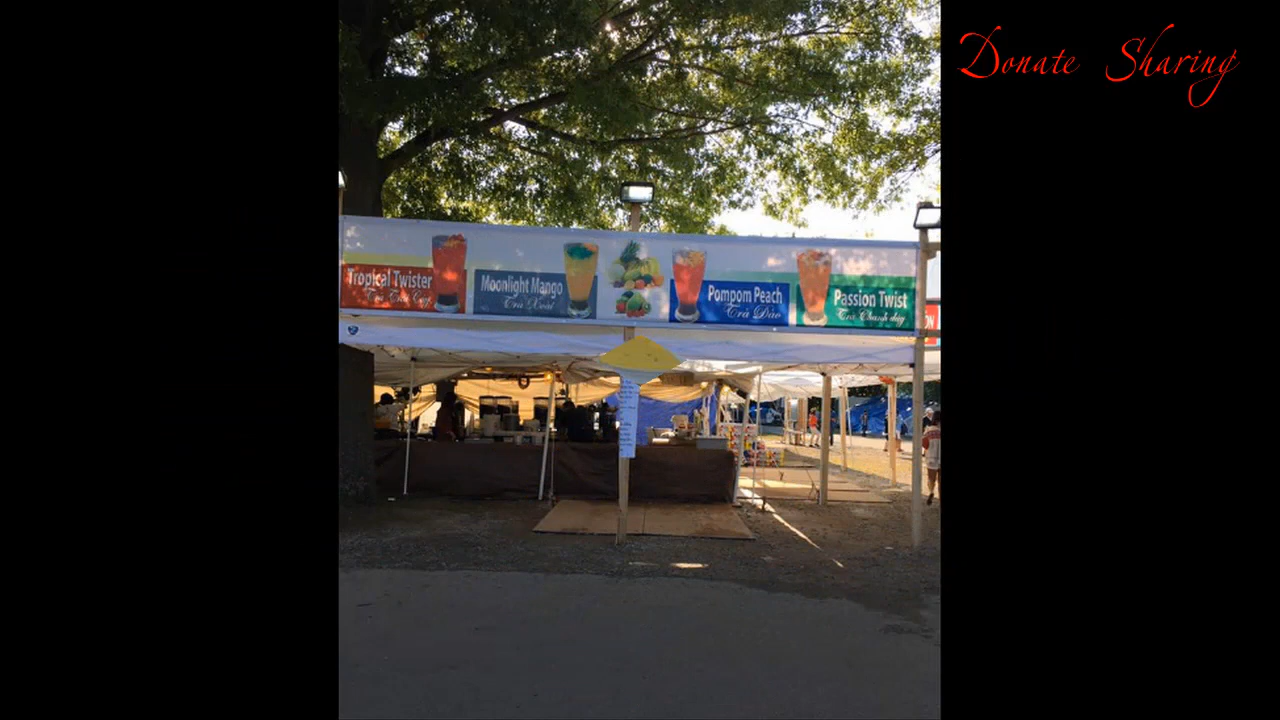 Donate Sharing
Tropical Twister
Trà Trái Cây
Moonlight Mango
Trà Xoài
Pompom Peach
Trà Đào
Passion Twist
Trà Chanh dây